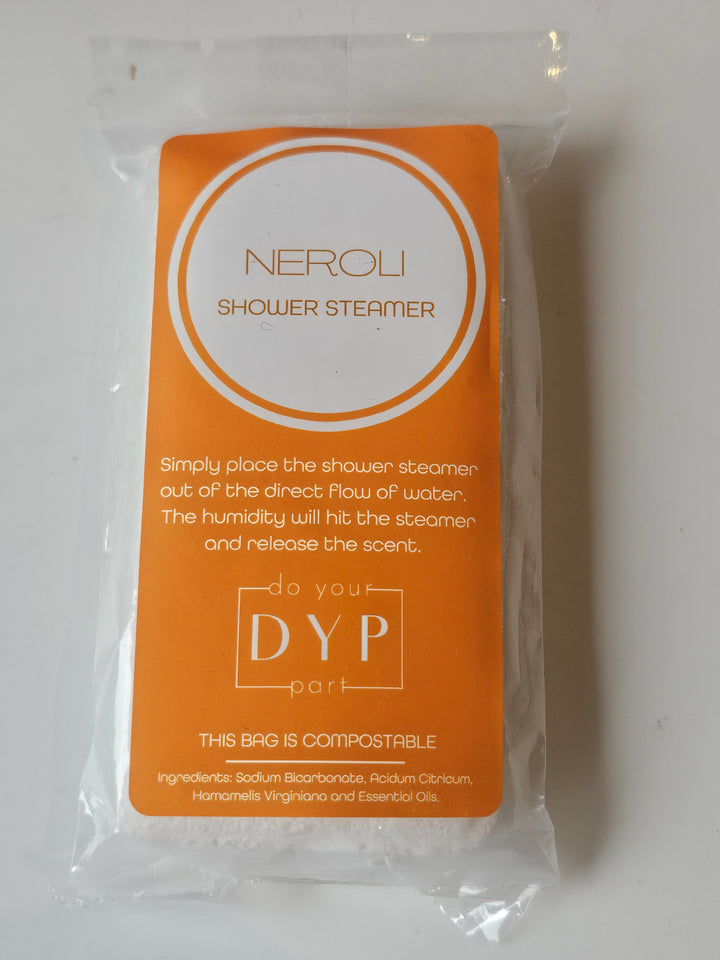 NEROLI
SHOWER STEAMER
Simply place the shower steamer
out of the direct flow of water.
The humidity will hit the steamer
and release the scent.
do your
DYP
part
THIS BAG IS COMPOSTABLE
Ingredients: Sodium Bicarbonate, Acidum Citricum,
Hamamelis Virginiana and Essential Oils.